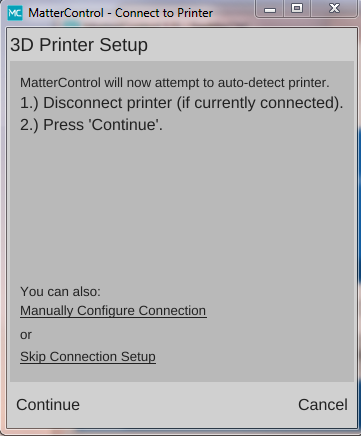 MC MatterControl - Connect to Printer
3D Printer Setup
MatterControl will now attempt to auto-detect printer.
1.) Disconnect printer (if currently connected).
2.) Press 'Continue'.
You can also:
Manually Configure Connection
or
Skip Connection Setup
Continue Cancel